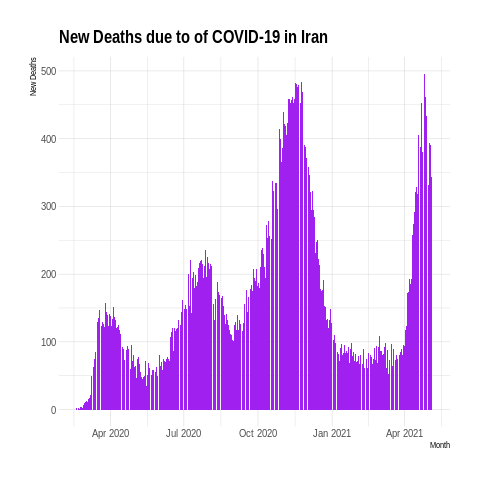 New Deaths due to of COVID-19 in Iran
New Deaths
500
400
300
200
100
0
Apr 2020 Jul 2020 Oct 2020 Jan 2021 Apr 2021
Month